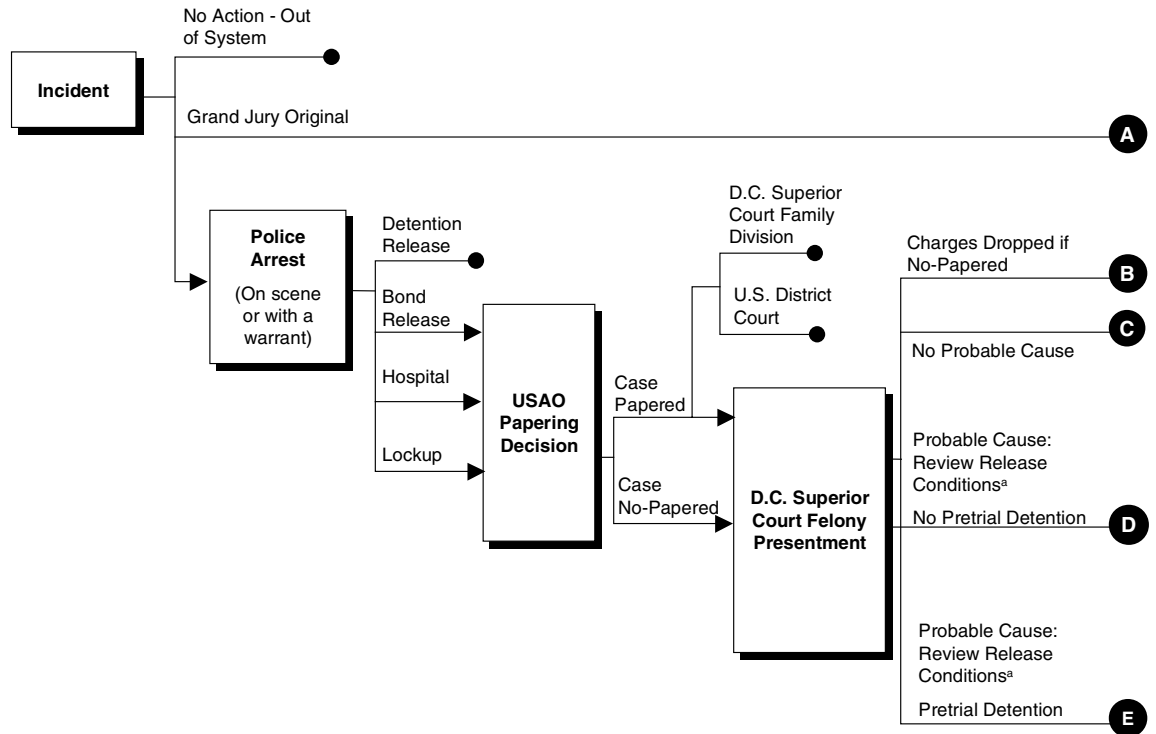 No Action - Out
of System
Incident
Grand Jury Original
A
Police
Arrest
(On scene
or with a
warrant)
Detention
Release
Bond
Release
Hospital
Lockup
USAO
Papering
Decision
Case
Papered
Case
No-Papered
D.C. Superior
Court Family
Division
U.S. District
Court
D.C. Superior
Court Felony
Presentment
Charges Dropped if
No-Papered
B
C
No Probable Cause
Probable Cause:
Review Release
Conditionsᵃ
No Pretrial Detention
D
Probable Cause:
Review Release
Conditionsᵃ
Pretrial Detention
E